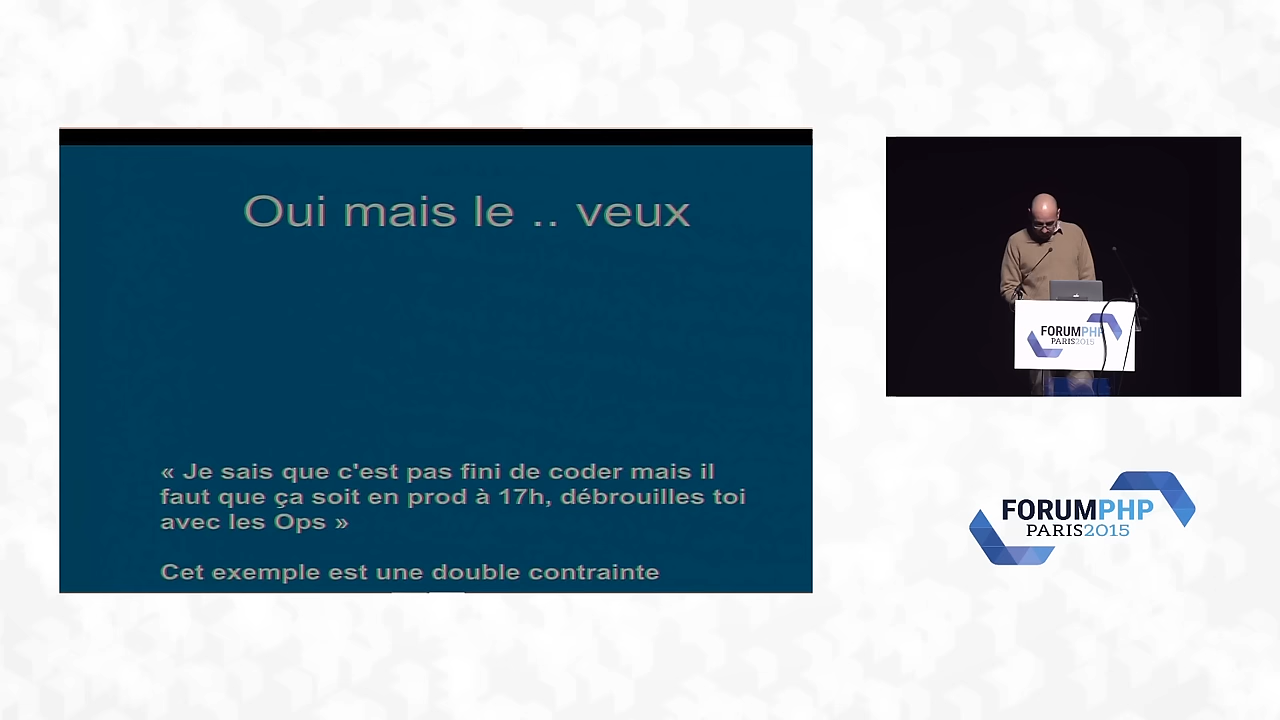 Oui mais le .. veux
« Je sais que c'est pas fini de coder mais il
faut que ça soit en prod à 17h, débrouilles toi
avec les Ops »
Cet exemple est une double contrainte
FORUMPHP
PARIS2015
FORUMPHP
PARIS2015